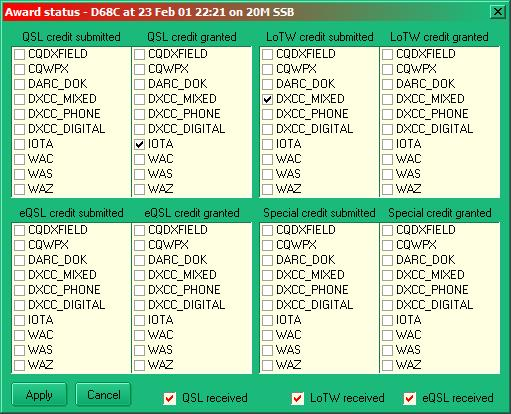 Award status - D68C at 23 Feb 01 22:21 on 20M SSB
QSL credit submitted QSL credit granted LoTW credit submitted LoTW credit granted
CQDXFIELD CQDXFIELD CQDXFIELD CQDXFIELD
CQWPX CQWPX CQWPX CQWPX
DARC_DOK DARC_DOK DARC_DOK DARC_DOK
DXCC_MIXED DXCC_MIXED DXCC_MIXED DXCC_MIXED
DXCC_PHONE DXCC_PHONE DXCC_PHONE DXCC_PHONE
DXCC_DIGITAL DXCC_DIGITAL DXCC_DIGITAL DXCC_DIGITAL
IOTA IOTA IOTA IOTA
WAC WAC WAC WAC
WAS WAS WAS WAS
WAZ WAZ WAZ WAZ
eQSL credit submitted eQSL credit granted Special credit submitted Special credit granted
CQDXFIELD CQDXFIELD CQDXFIELD CQDXFIELD
CQWPX CQWPX CQWPX CQWPX
DARC_DOK DARC_DOK DARC_DOK DARC_DOK
DXCC_MIXED DXCC_MIXED DXCC_MIXED DXCC_MIXED
DXCC_PHONE DXCC_PHONE DXCC_PHONE DXCC_PHONE
DXCC_DIGITAL DXCC_DIGITAL DXCC_DIGITAL DXCC_DIGITAL
IOTA IOTA IOTA IOTA
WAC WAC WAC WAC
WAS WAS WAS WAS
WAZ WAZ WAZ WAZ
Apply Cancel QSL received LoTW received eQSL received